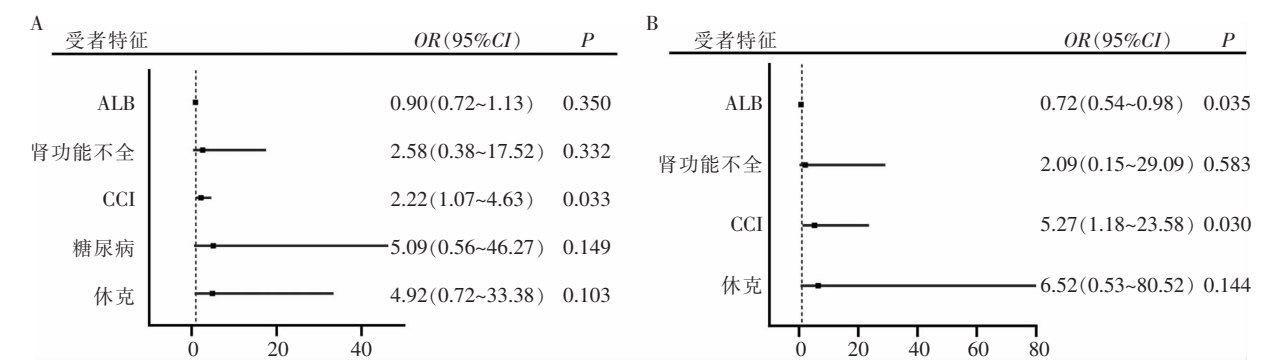 A
受者特征 OR(95%CI) P
ALB 0.90(0.72~1.13) 0.350
肾功能不全 2.58(0.38~17.52) 0.332
CCI 2.22(1.07~4.63) 0.033
糖尿病 5.09(0.56~46.27) 0.149
休克 4.92(0.72~33.38) 0.103
0 20 40
B
受者特征 OR(95%CI) P
ALB 0.72(0.54~0.98) 0.035
肾功能不全 2.09(0.15~29.09) 0.583
CCI 5.27(1.18~23.58) 0.030
休克 6.52(0.53~80.52) 0.144
0 20 40 60 80